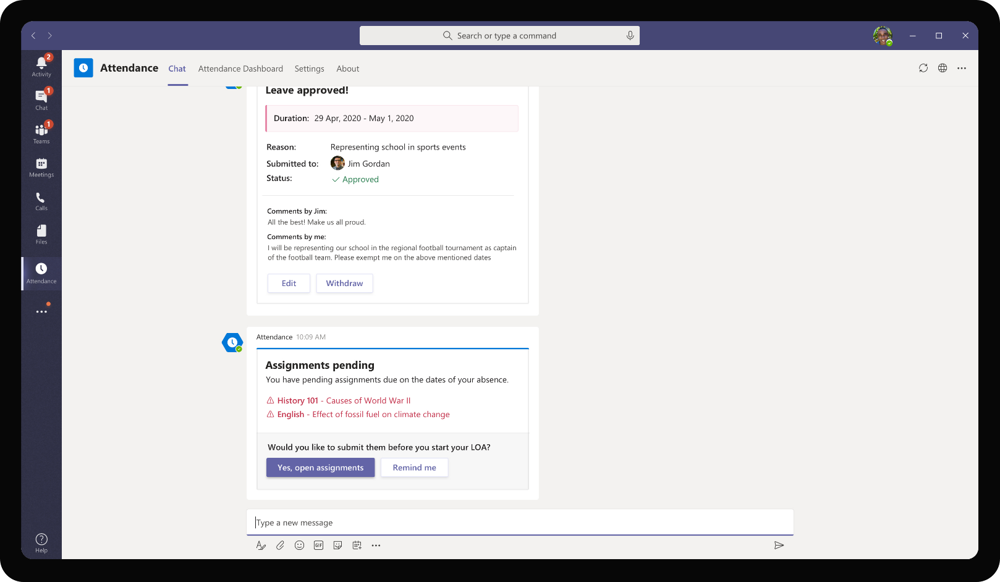 Search or type a command
2
Activity
1
Chat
1
Teams
Meetings
Calls
Files
Attendance
Help
Attendance Chat Attendance Dashboard Settings About
Leave approved!
Duration: 29 Apr, 2020 - May 1, 2020
Reason: Representing school in sports events
Submitted to: Jim Gordan
Status: Approved
Comments by Jim:
All the best! Make us all proud.
Comments by me:
I will be representing our school in the regional football tournament as captain
of the football team. Please exempt me on the above mentioned dates
Edit Withdraw
Attendance 10:09 AM
Assignments pending
You have pending assignments due on the dates of your absence.
History 101 - Causes of World War II
English - Effect of fossil fuel on climate change
Would you like to submit them before you start your LOA?
Yes, open assignments Remind me
Type a new message
GIF